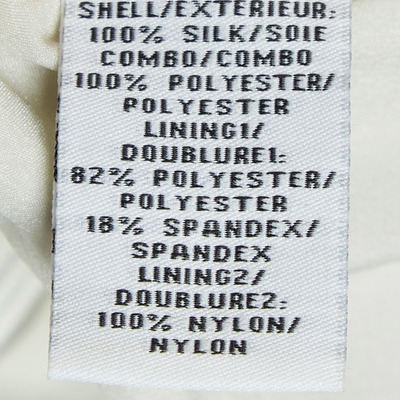 SHELL/EXTERIEUR:
100% SILK/SOIE
COMBO/COMBO
100% POLYESTER/
POLYESTER
LINING1/
DOUBLURE1:
82% POLYESTER/
POLYESTER
18% SPANDEX/
SPANDEX
LINING2/
DOUBLURE2:
100% NYLON/
NYLON